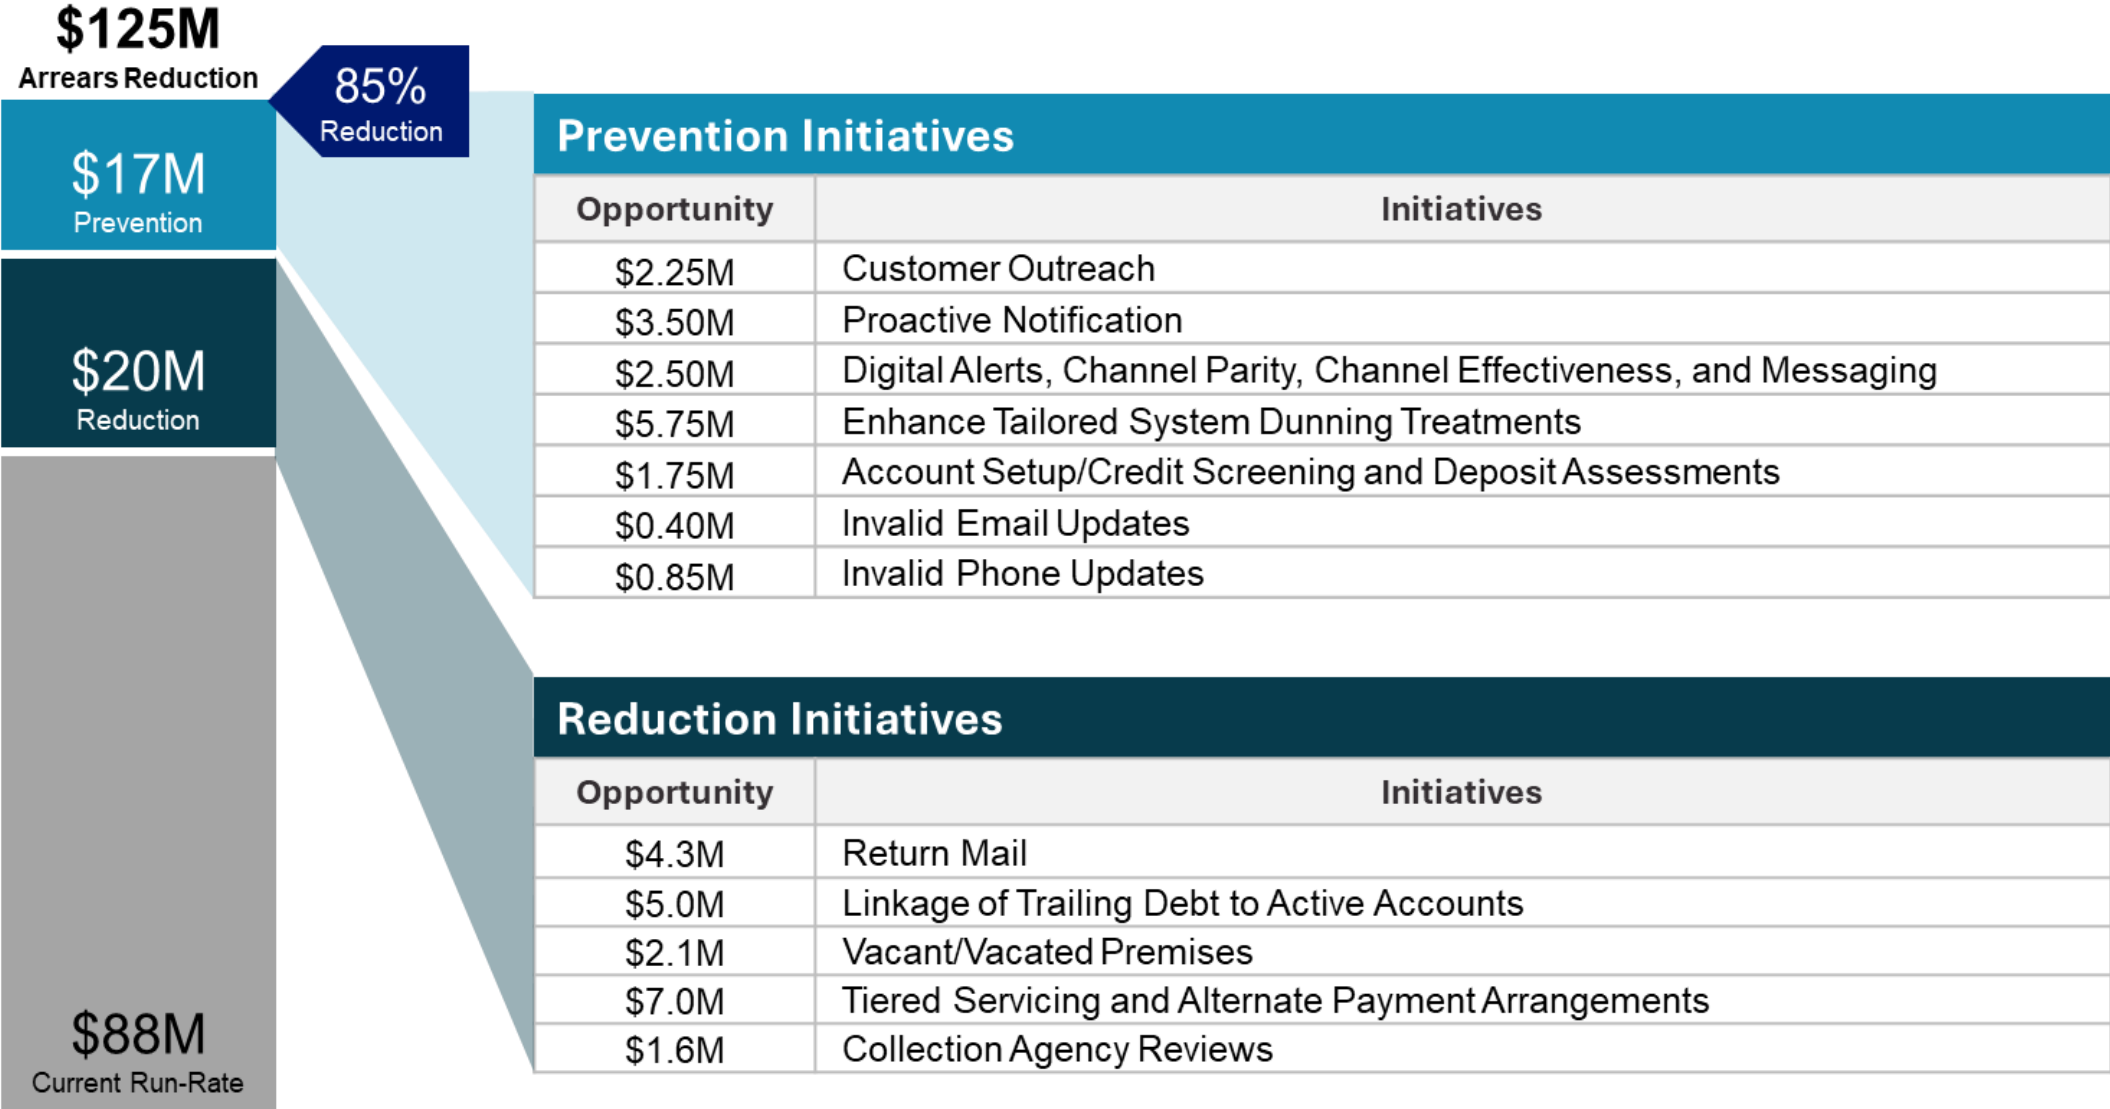 $125M
Arrears Reduction
85%
Reduction
$17M
Prevention
$20M
Reduction
$88M
Current Run-Rate
Prevention Initiatives
Opportunity Initiatives
$2.25M Customer Outreach
$3.50M Proactive Notification
$2.50M Digital Alerts, Channel Parity, Channel Effectiveness, and Messaging
$5.75M Enhance Tailored System Dunning Treatments
$1.75M Account Setup/Credit Screening and Deposit Assessments
$0.40M Invalid Email Updates
$0.85M Invalid Phone Updates
Reduction Initiatives
Opportunity Initiatives
$4.3M Return Mail
$5.0M Linkage of Trailing Debt to Active Accounts
$2.1M Vacant/Vacated Premises
$7.0M Tiered Servicing and Alternate Payment Arrangements
$1.6M Collection Agency Reviews